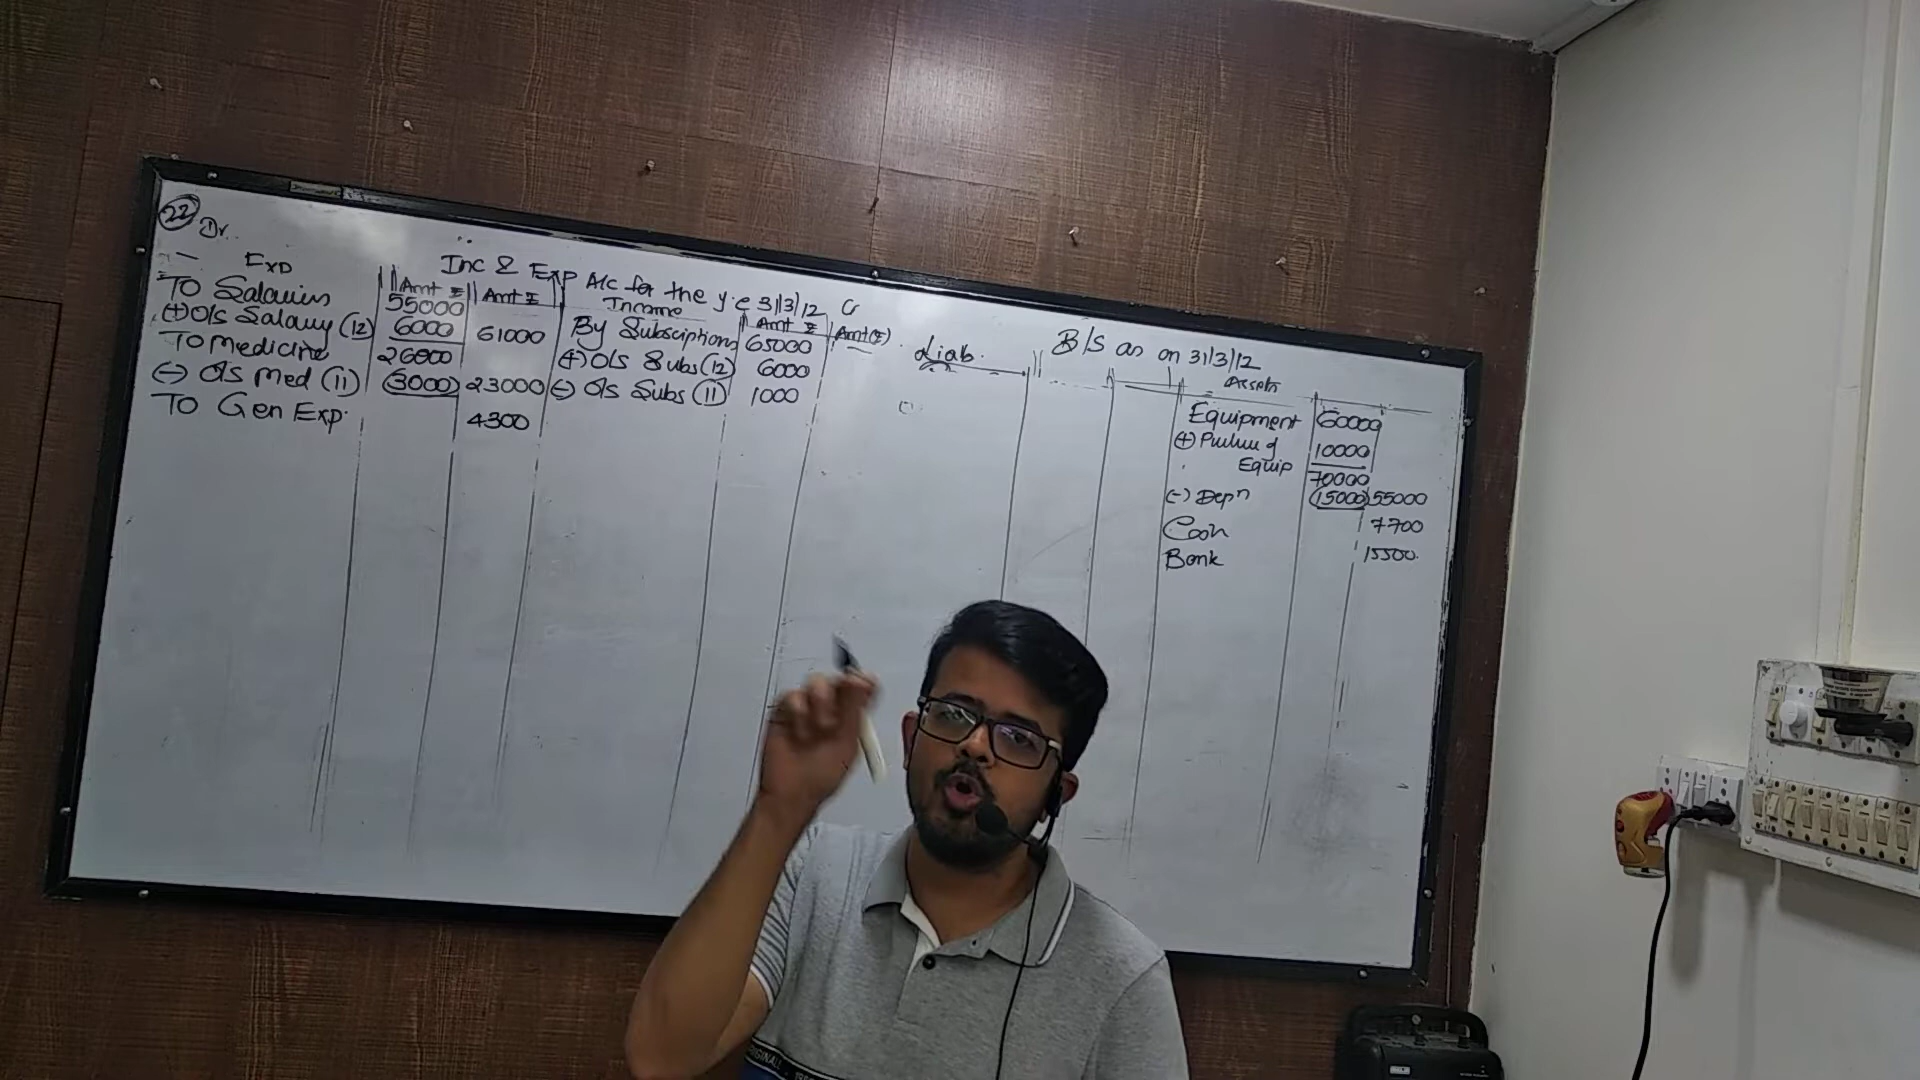 22
Dr.
Inc & Exp A/c for the y.e 31/3/12 Cr
Exp Amt ₹ Amt ₹ Income Amt ₹ Amt(₹)
To Salaries 55000
(+) O/s Salary (12) 6000 61000
To Medicine 26000
(-) O/s Med (11) (3000) 23000
To Gen Exp. 4300
By Subsciptions 65000
(+) O/s Subs (12) 6000
(-) O/s Subs (11) 1000
B/S as on 31/3/12
Liab. Assets
Equipment 60000
(+)
Equip 10000
70000
(-) Depn (15000) 55000
Cash 7700
Bank 15500.